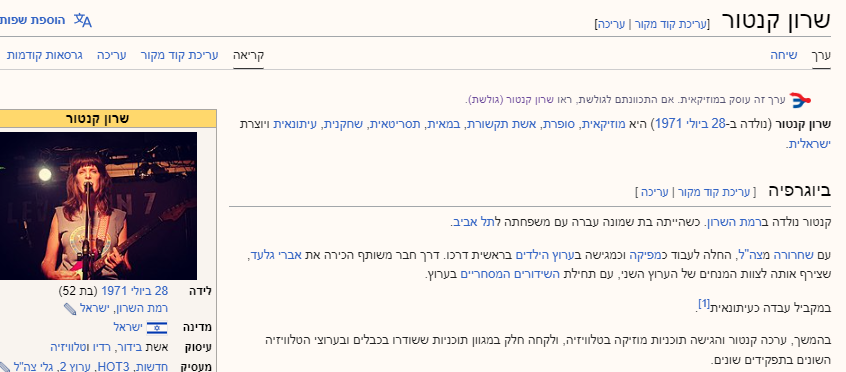 שרון קנטור [עריכת קוד מקור | עריכה]
הוספת שפות
ערך שיחה
קריאה עריכת קוד מקור עריכה גרסאות קודמות
ערך זה עוסק במוזיקאית. אם התכוונתם לגולשת, ראו שרון קנטור (גולשת).
שרון קנטור (נולדה ב-28 ביולי 1971) היא מוזיקאית, סופרת, אשת תקשורת, במאית, תסריטאית, שחקנית, עיתונאית ויוצרת
ישראלית.
ביוגרפיה [ עריכת קוד מקור | עריכה ]
קנטור נולדה ברמת השרון. כשהייתה בת שמונה עברה עם משפחתה לתל אביב.
עם שחרורה מצה"ל, החלה לעבוד כמפיקה וכמגישה בערוץ הילדים בראשית דרכו. דרך חבר משותף הכירה את אברי גלעד,
שצירף אותה לצוות המנחים של הערוץ השני, עם תחילת השידורים המסחריים בערוץ.
במקביל עבדה כעיתונאית[1].
בהמשך, ערכה קנטור והגישה תוכניות מוזיקה בטלוויזיה, ולקחה חלק במגוון תוכניות ששודרו בכבלים ובערוצי הטלוויזיה
השונים בתפקידים שונים.
שרון קנטור
לידה 28 ביולי 1971 (בת 52)
רמת השרון, ישראל
מדינה ישראל
עיסוק אשת בידור, רדיו וטלוויזיה
מעסיק חדשות, HOT3, ערוץ 2, גלי צה"ל